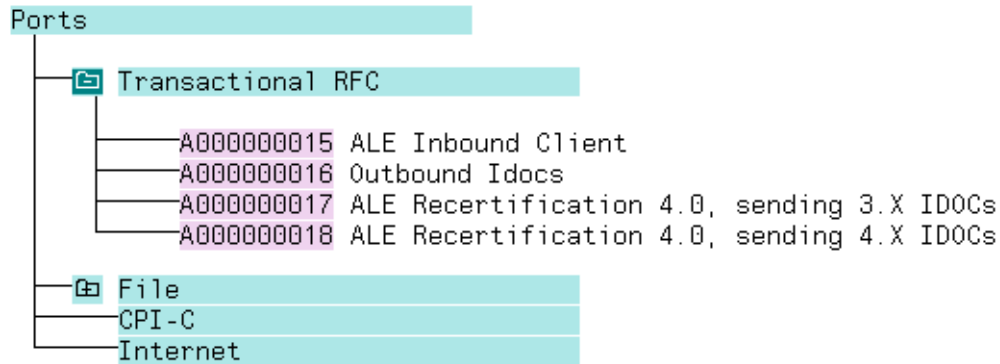 Ports
Transactional RFC
A000000015 ALE Inbound Client
A000000016 Outbound Idocs
A000000017 ALE Recertification 4.0, sending 3.X IDOCs
A000000018 ALE Recertification 4.0, sending 4.X IDOCs
File
CPI-C
Internet